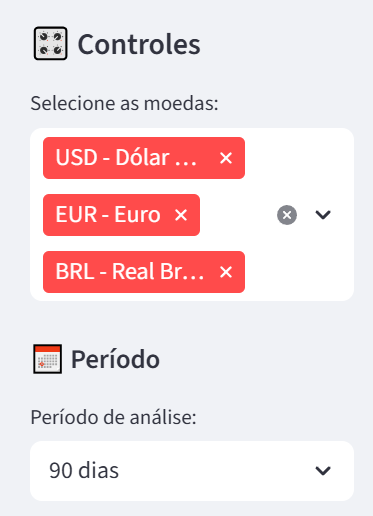 Controles
Selecione as moedas:
USD - Dólar ...
EUR - Euro
BRL - Real Br...
Período
Período de análise:
90 dias